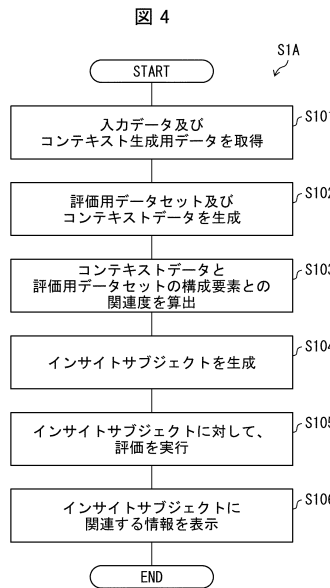 図 4
S1A
START
入力データ及び
コンテキスト生成用データを取得
S101
評価用データセット及び
コンテキストデータを生成
S102
コンテキストデータと
評価用データセットの構成要素との
関連度を算出
S103
インサイトサブジェクトを生成
S104
インサイトサブジェクトに対して、
評価を実行
S105
インサイトサブジェクトに
関連する情報を表示
S106
END